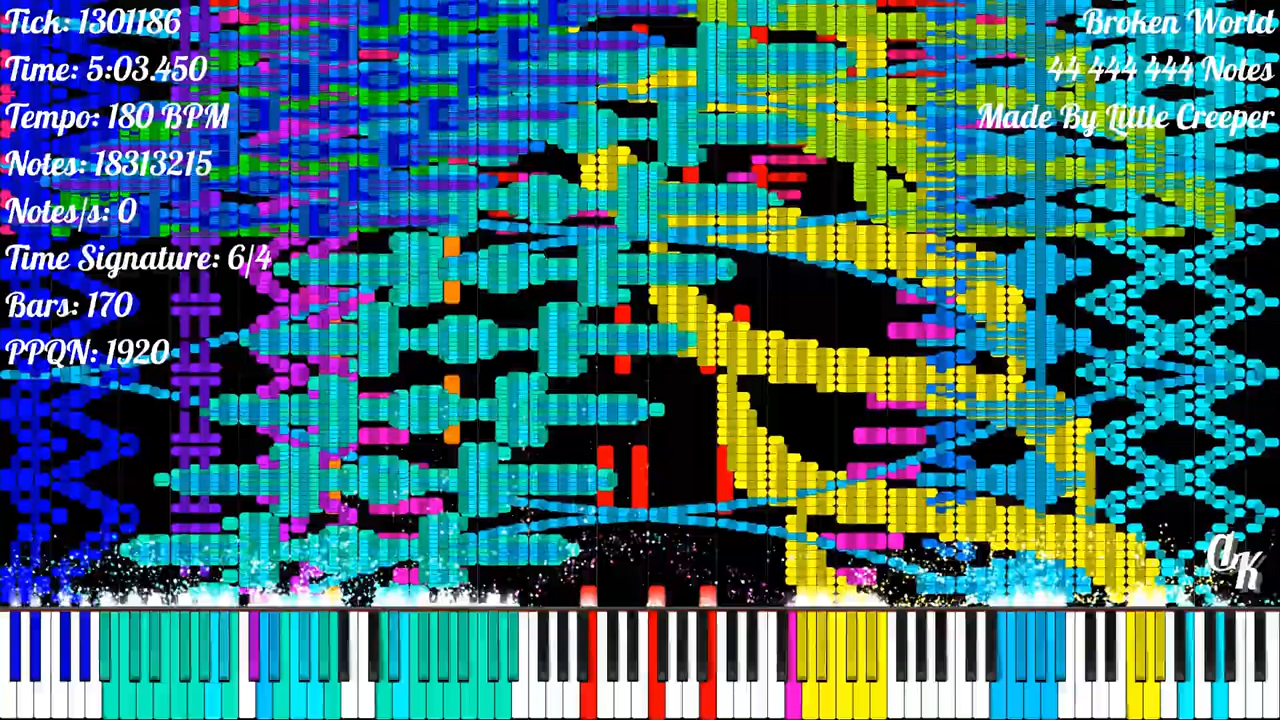 Tick: 1301186
Time: 5:03.450
Tempo: 180 BPM
Notes: 18313215
Notes/s: 0
Time Signature: 6/4
Bars: 170
PPQN: 1920
Broken World
44 444 444 Notes
Made By Little Creeper